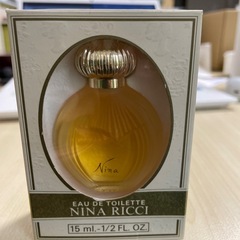 Nina
EAU DE TOILETTE
NINA RICCI
15 ml.-1/2 FL. OZ.